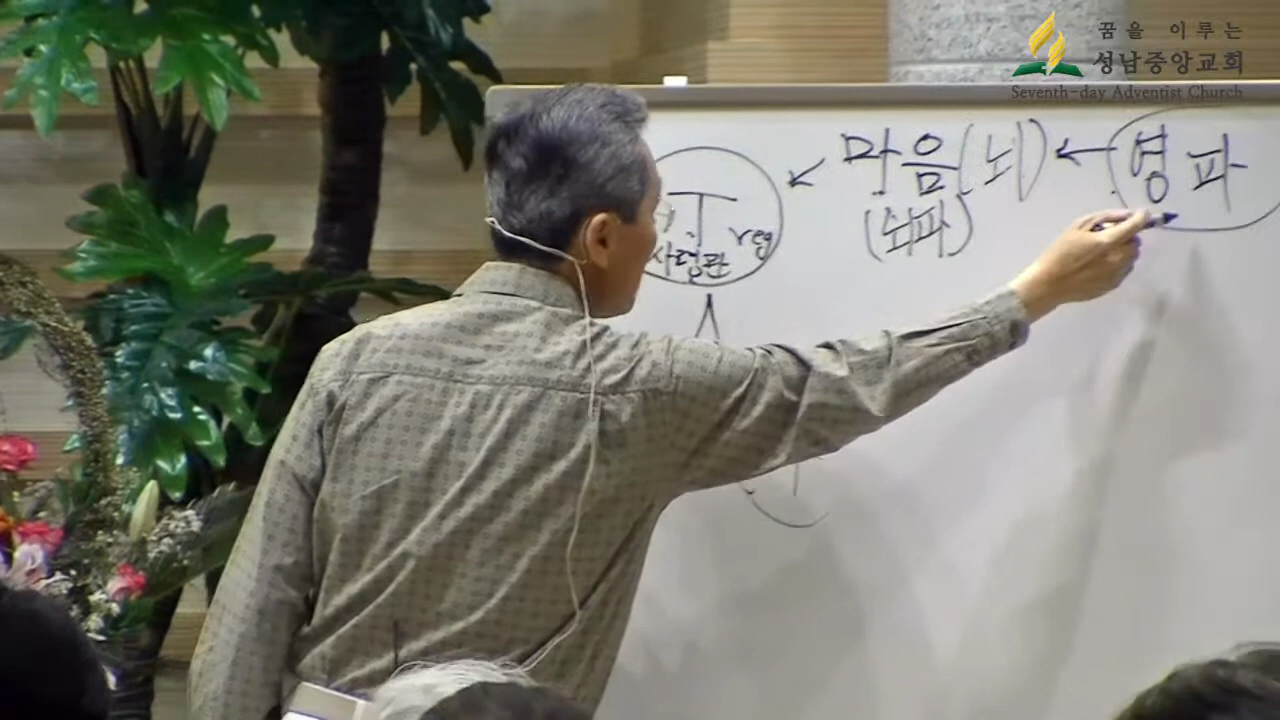 꿈을 이루는
성남중앙교회
Seventh-day Adventist Church
마음(뇌) ← 영파
(뇌파)
T reg
사령관